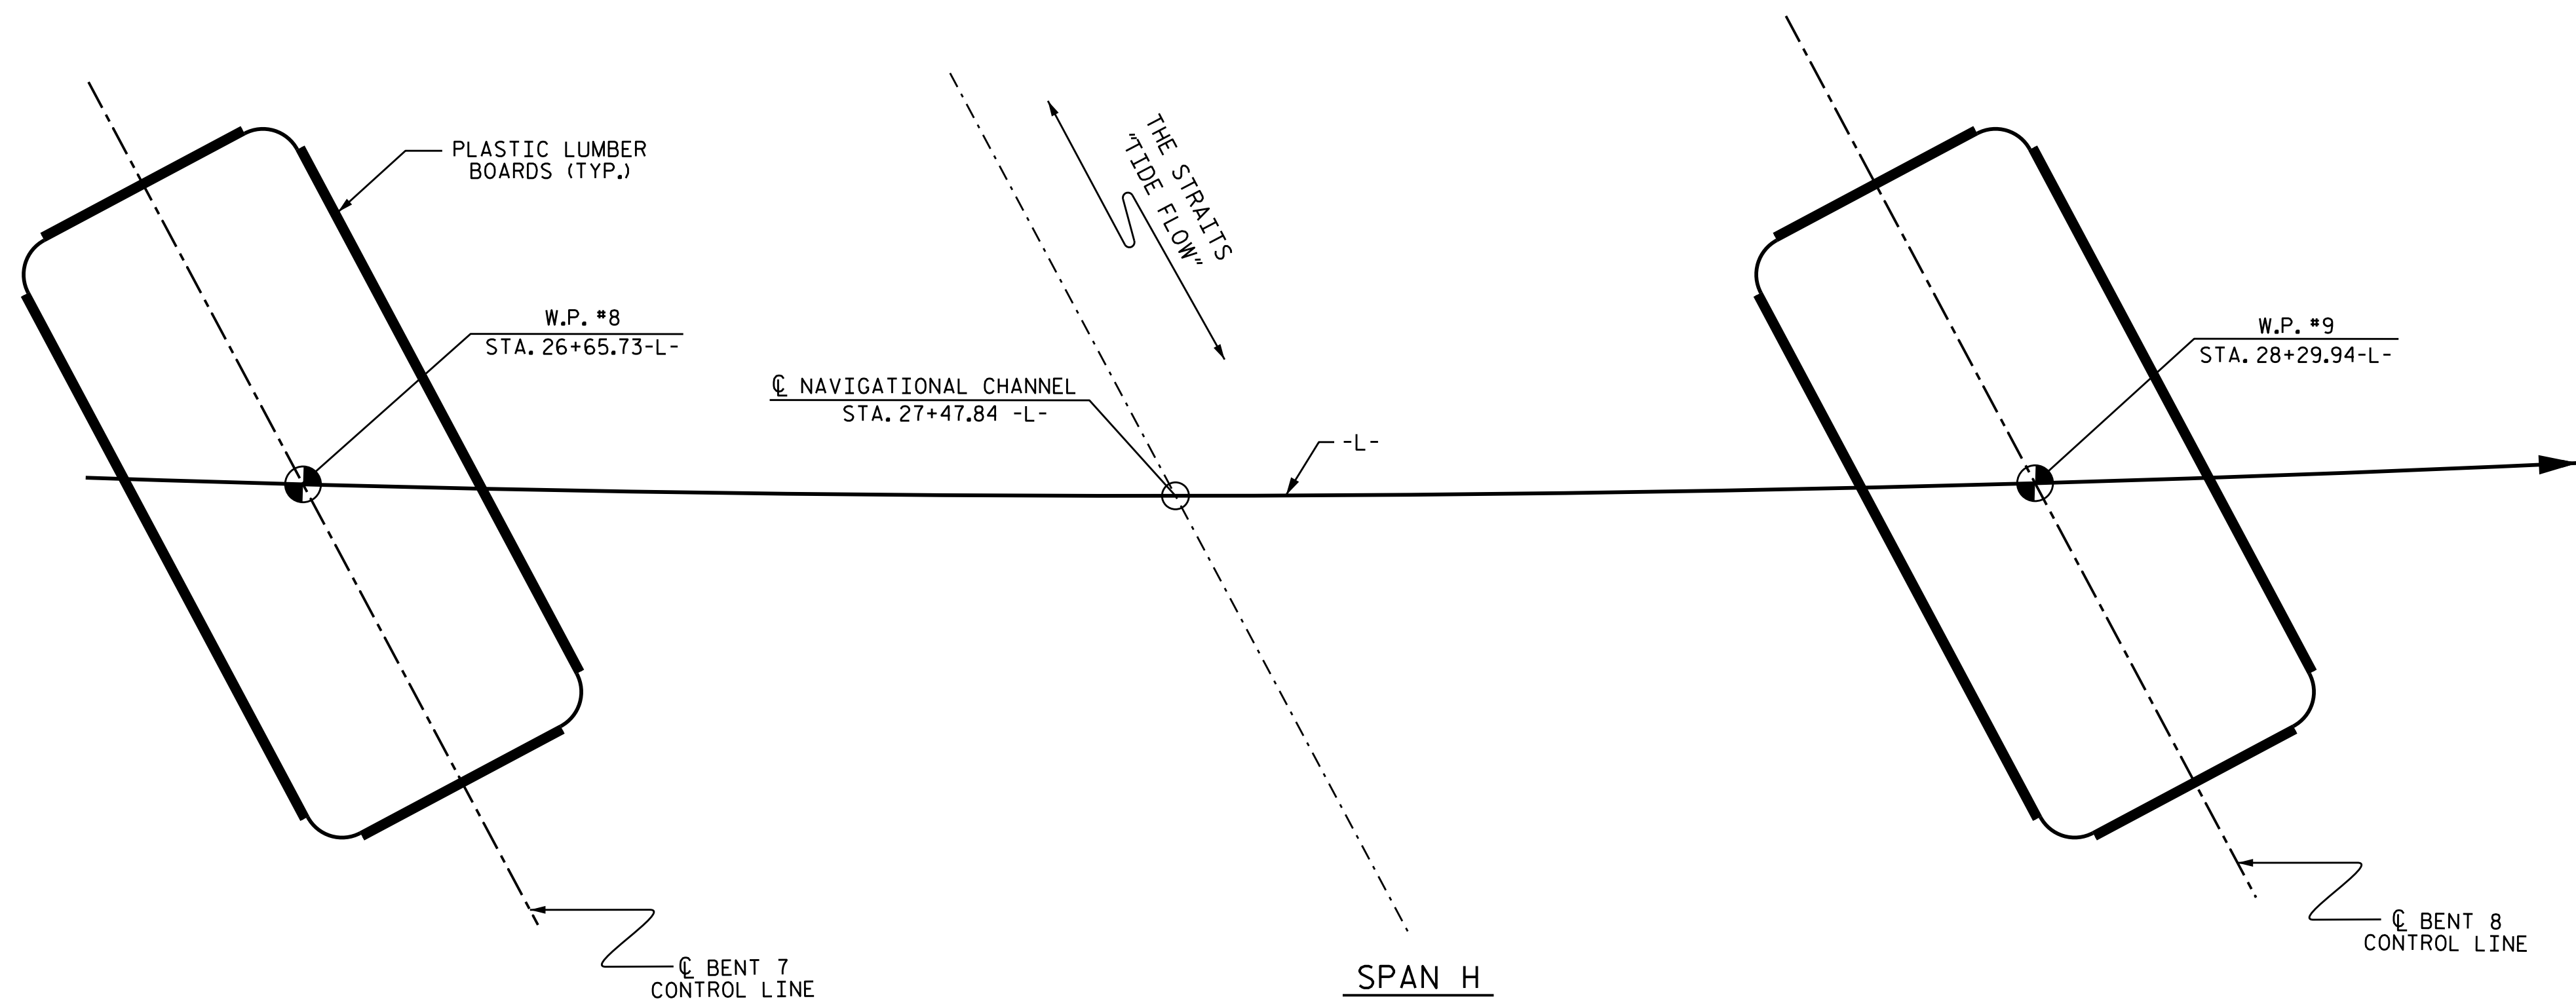 PLASTIC LUMBER
BOARDS (TYP.)
THE STRAITS
"TIDE FLOW"
W.P. #8
STA. 26+65.73-L-
W.P. #9
STA. 28+29.94-L-
℄ NAVIGATIONAL CHANNEL
STA. 27+47.84 -L-
-L-
℄ BENT 7
CONTROL LINE
℄ BENT 8
CONTROL LINE
SPAN H